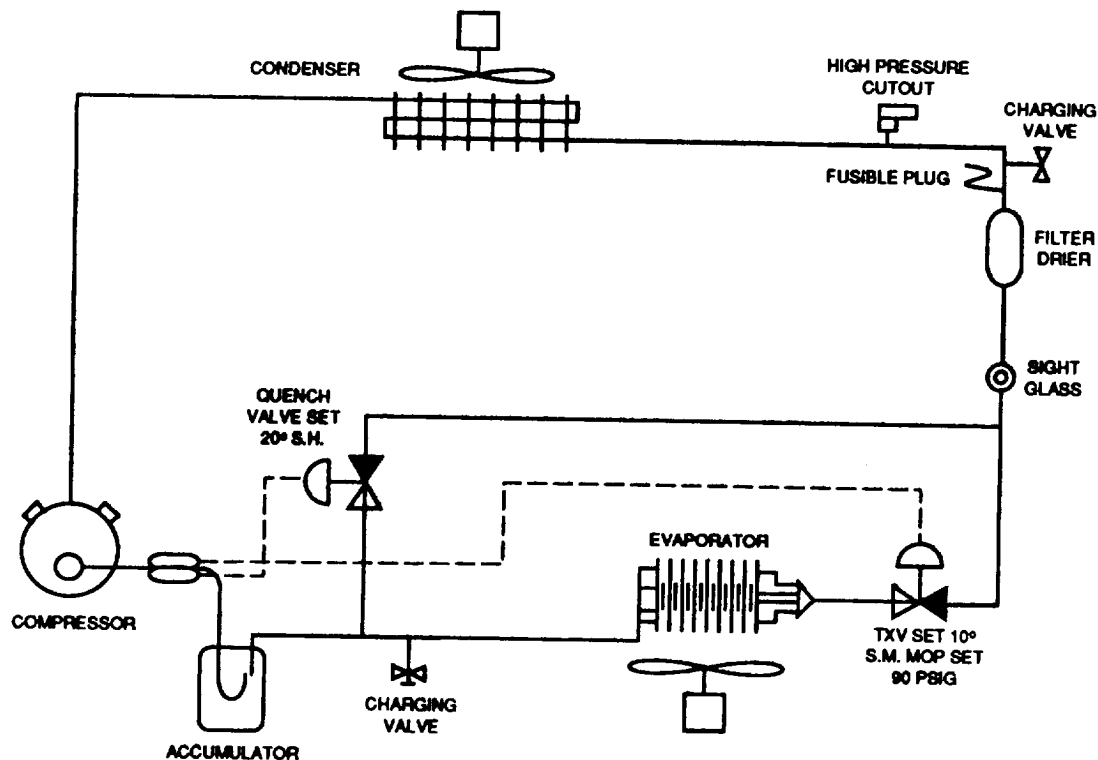 CONDENSER
HIGH PRESSURE
CUTOUT
CHARGING
VALVE
FUSIBLE PLUG
FILTER
DRIER
SIGHT
GLASS
QUENCH
VALVE SET
20° S.H.
EVAPORATOR
COMPRESSOR
TXV SET 10°
S.M. MOP SET
90 PSIG
CHARGING
VALVE
ACCUMULATOR